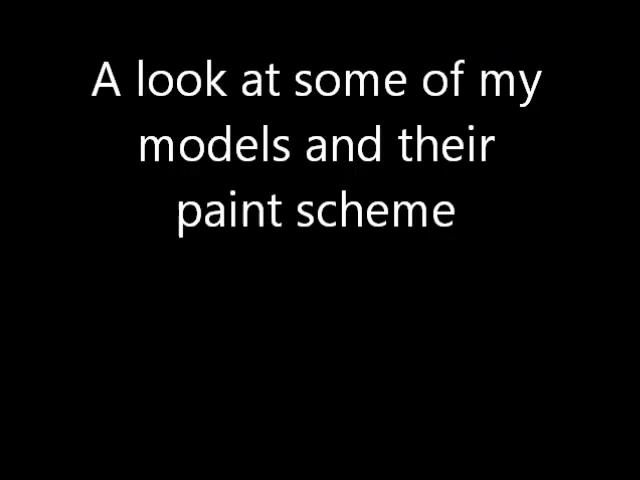 A look at some of my
models and their
paint scheme